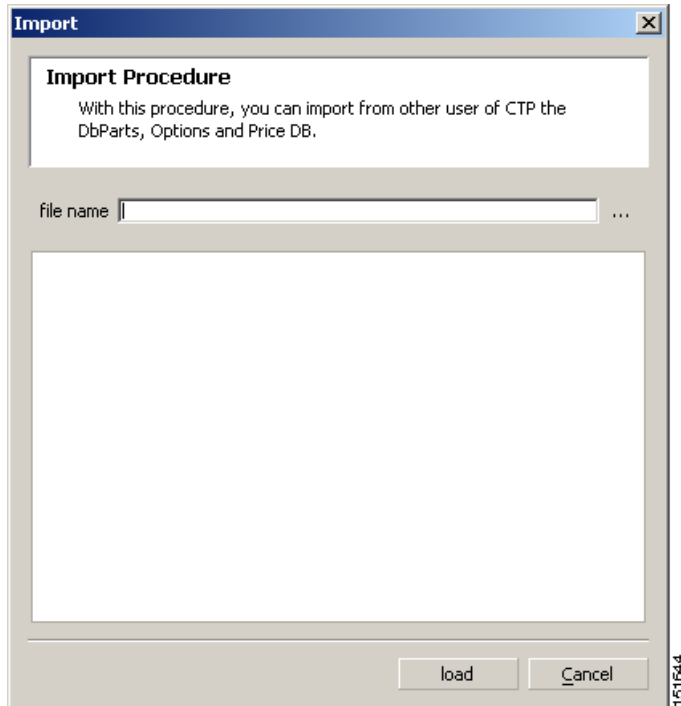 Import
Import Procedure
With this procedure, you can import from other user of CTP the
DbParts, Options and Price DB.
file name
...
load
Cancel
151544